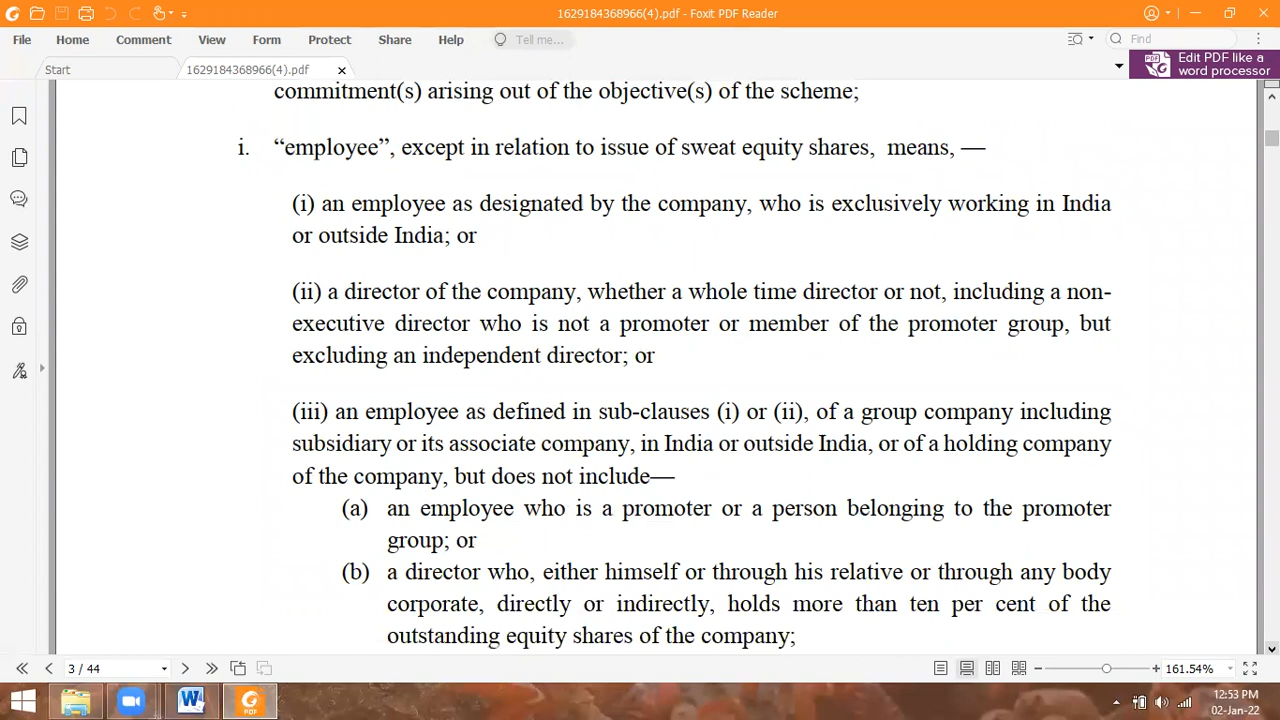 1629184368966(4).pdf - Foxit PDF Reader
File Home Comment View Form Protect Share Help Tell me... Find
Start 1629184368966(4).pdf Edit PDF like a
word processor
commitment(s) arising out of the objective(s) of the scheme;
i. “employee”, except in relation to issue of sweat equity shares, means, —
(i) an employee as designated by the company, who is exclusively working in India
or outside India; or
(ii) a director of the company, whether a whole time director or not, including a non-
executive director who is not a promoter or member of the promoter group, but
excluding an independent director; or
(iii) an employee as defined in sub-clauses (i) or (ii), of a group company including
subsidiary or its associate company, in India or outside India, or of a holding company
of the company, but does not include—
(a) an employee who is a promoter or a person belonging to the promoter
group; or
(b) a director who, either himself or through his relative or through any body
corporate, directly or indirectly, holds more than ten per cent of the
outstanding equity shares of the company;
3 / 44 161.54%
PDF
12:53 PM
02-Jan-22